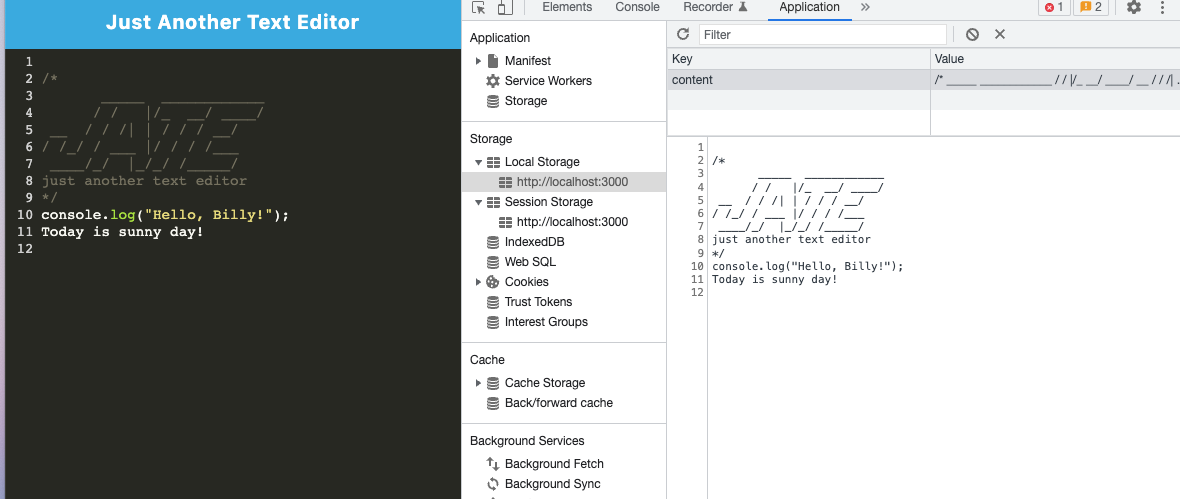 Just Another Text Editor
1
2 /*
3        _____  ____________
4       / /   |/_  __/ ____/
5  __  / / /| | / / / __/
6 / /_/ / ___ |/ / / /___
7  ____/_/  |_/_/ /_____/
8 just another text editor
9 */
10 console.log("Hello, Billy!");
11 Today is sunny day!
12
Elements Console Recorder Application » 1 2
Application
Manifest
Service Workers
Storage
Storage
Local Storage
http://localhost:3000
Session Storage
http://localhost:3000
IndexedDB
Web SQL
Cookies
Trust Tokens
Interest Groups
Cache
Cache Storage
Back/forward cache
Background Services
Background Fetch
Background Sync
Filter
Key Value
content /* _____ ____________ / / |/_ __/ ____/ __ / / /| .
1
2 /*
3        _____  ____________
4       / /   |/_  __/ ____/
5  __  / / /| | / / / __/
6 / /_/ / ___ |/ / / /___
7  ____/_/  |_/_/ /_____/
8 just another text editor
9 */
10 console.log("Hello, Billy!");
11 Today is sunny day!
12